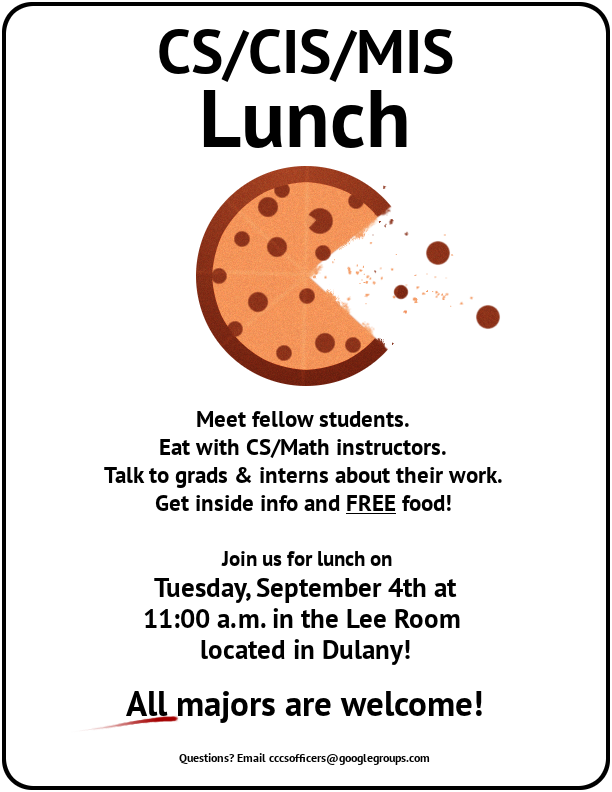 CS/CIS/MIS
Lunch
Meet fellow students.
Eat with CS/Math instructors.
Talk to grads & interns about their work.
Get inside info and FREE food!
Join us for lunch on
Tuesday, September 4th at
11:00 a.m. in the Lee Room
located in Dulany!
All majors are welcome!
Questions? Email cccsofficers@googlegroups.com